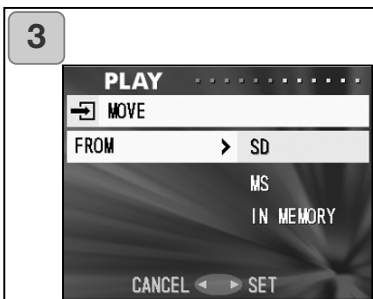 3
PLAY
MOVE
FROM > SD
MS
IN MEMORY
CANCEL ◄ ► SET